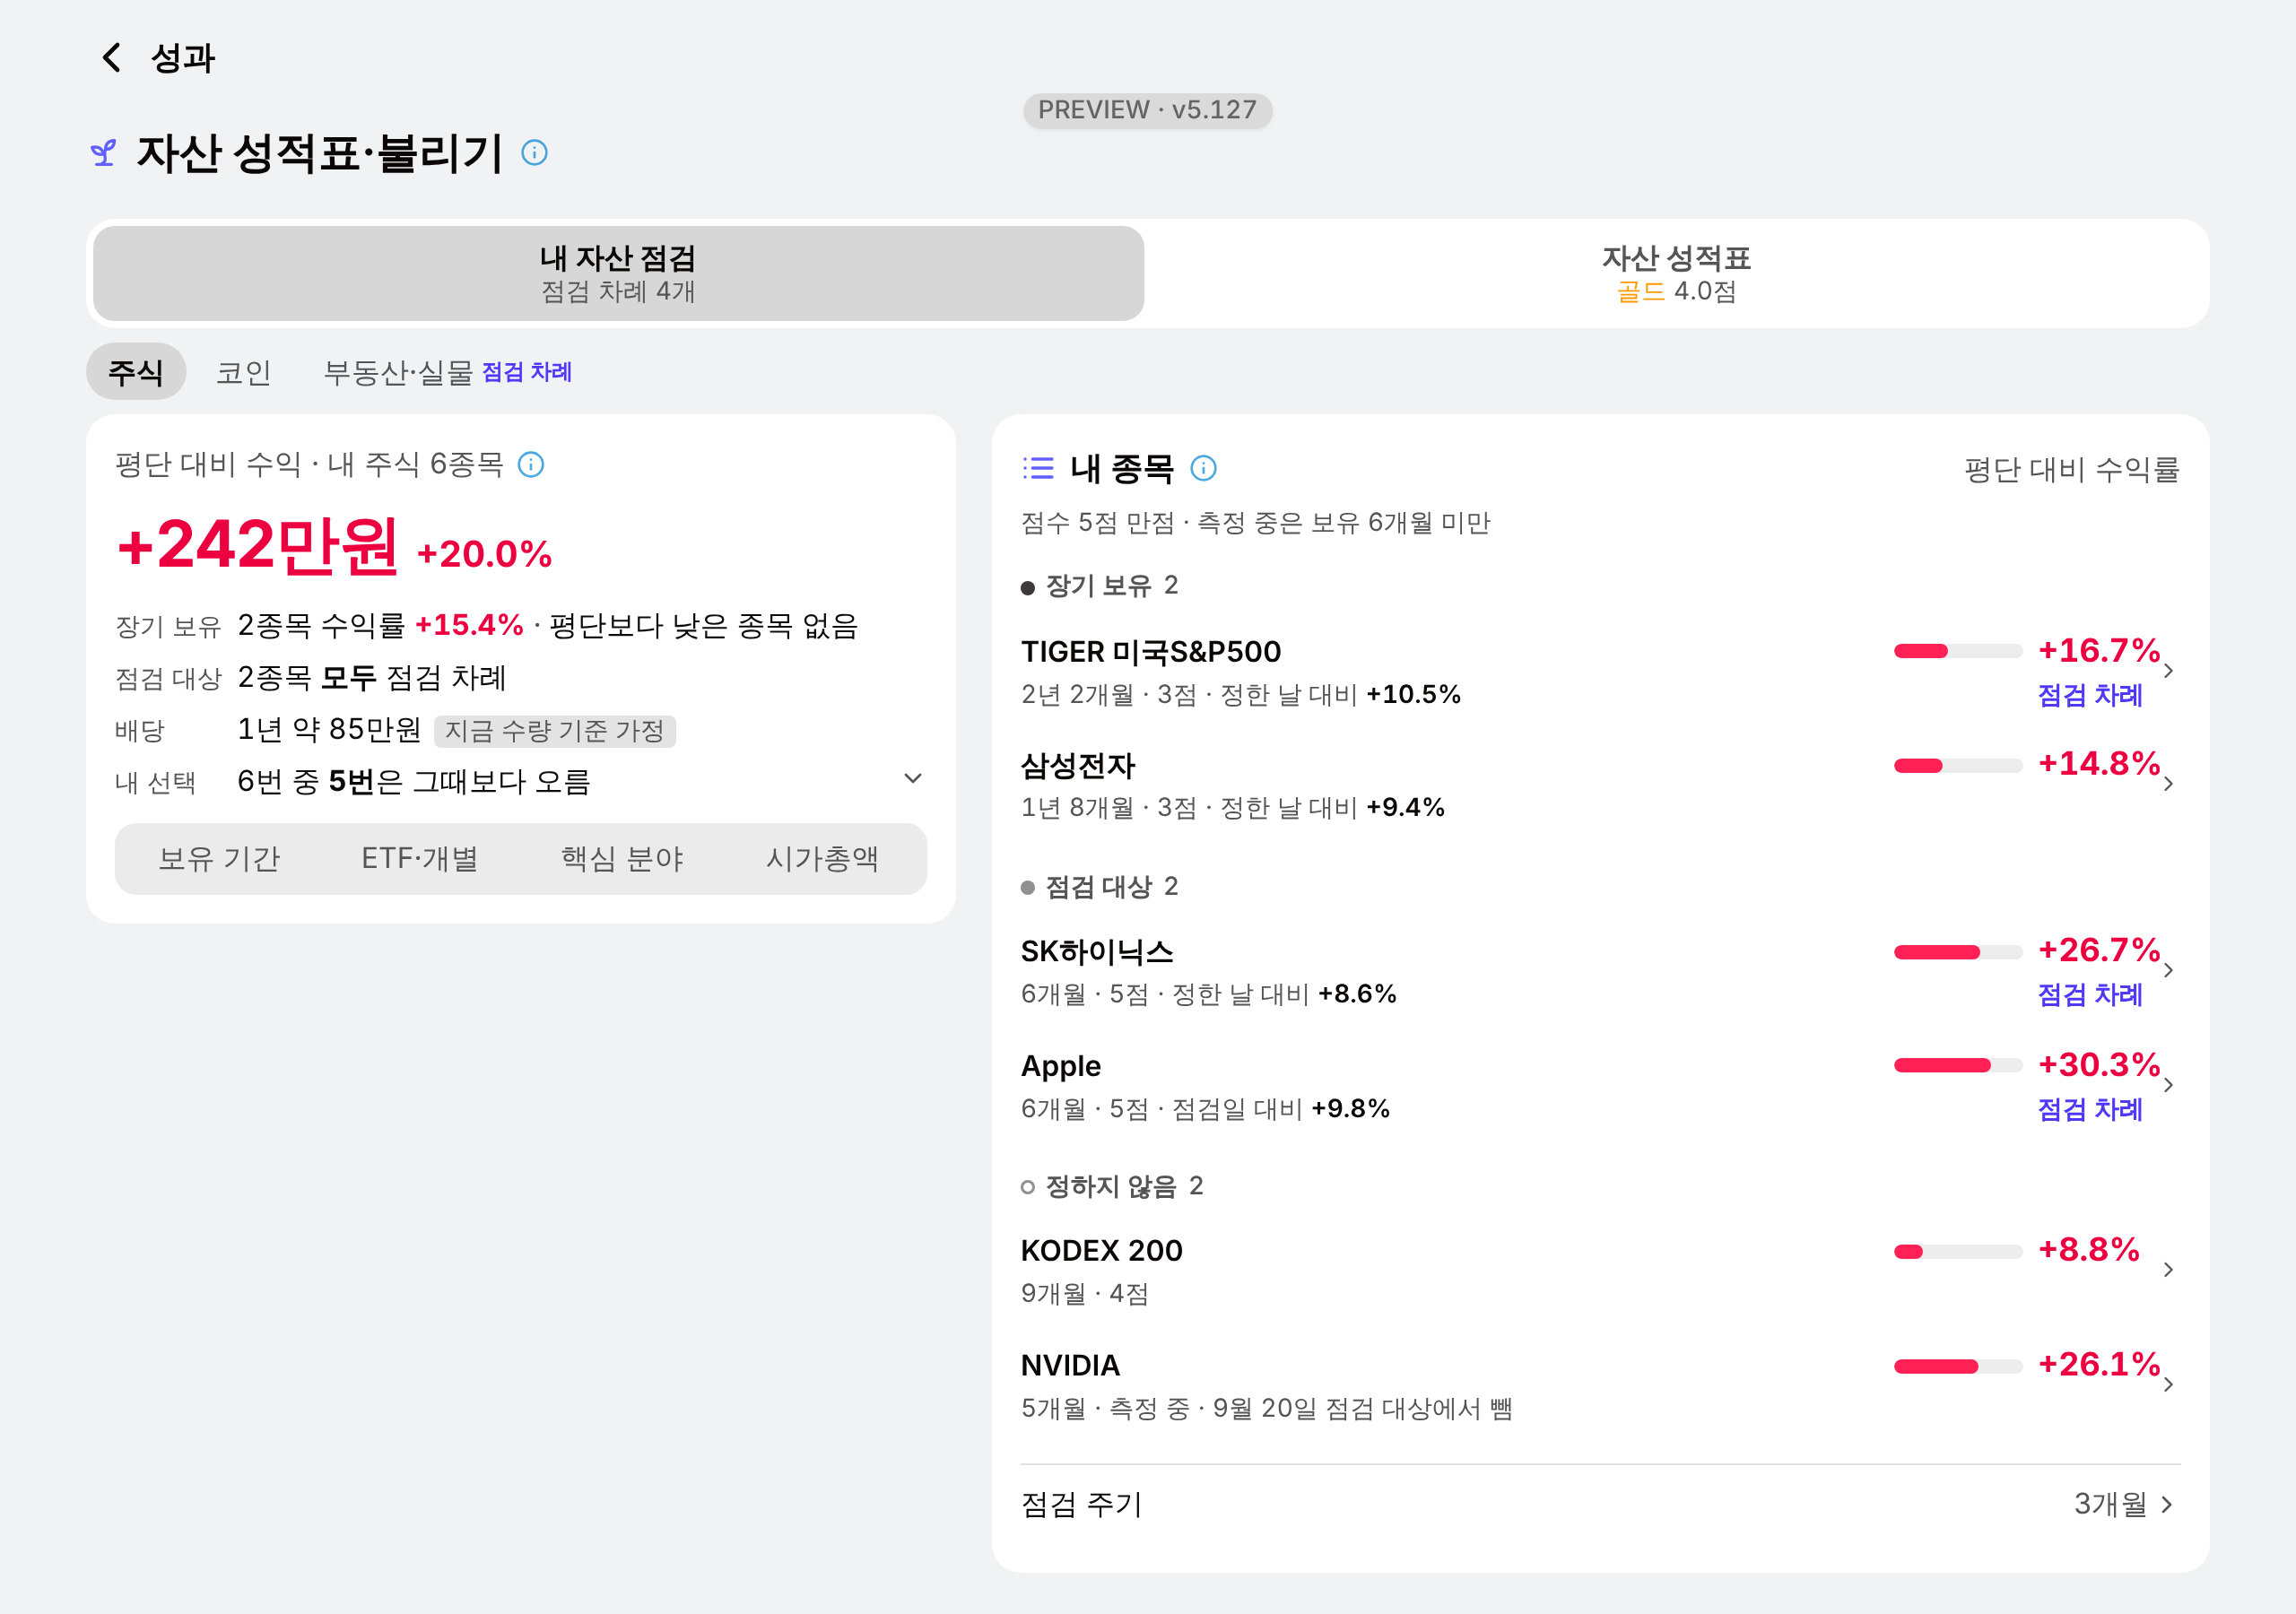 성과
PREVIEW · v5.127
자산 성적표·불리기
내 자산 점검
점검 차례 4개
자산 성적표
골드 4.0점
주식
코인
부동산·실물 점검 차례
평단 대비 수익 · 내 주식 6종목
+242만원 +20.0%
장기 보유 2종목 수익률 +15.4% · 평단보다 낮은 종목 없음
점검 대상 2종목 모두 점검 차례
배당 1년 약 85만원 지금 수량 기준 가정
내 선택 6번 중 5번은 그때보다 오름
보유 기간 ETF·개별 핵심 분야 시가총액
내 종목
평단 대비 수익률
점수 5점 만점 · 측정 중은 보유 6개월 미만
장기 보유 2
TIGER 미국S&P500 +16.7%
2년 2개월 · 3점 · 정한 날 대비 +10.5% 점검 차례
삼성전자 +14.8%
1년 8개월 · 3점 · 정한 날 대비 +9.4%
점검 대상 2
SK하이닉스 +26.7%
6개월 · 5점 · 정한 날 대비 +8.6% 점검 차례
Apple +30.3%
6개월 · 5점 · 점검일 대비 +9.8% 점검 차례
정하지 않음 2
KODEX 200 +8.8%
9개월 · 4점
NVIDIA +26.1%
5개월 · 측정 중 · 9월 20일 점검 대상에서 뺌
점검 주기 3개월